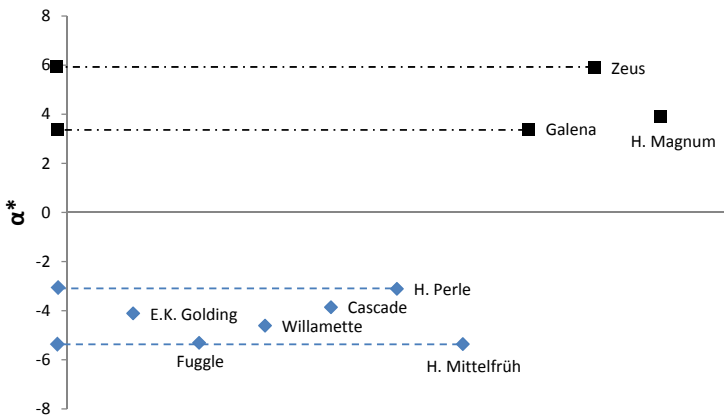 8
6
Zeus
4
Galena
H. Magnum
2
α*
0
-2
H. Perle
-4
E.K. Golding
Cascade
Willamette
-6
Fuggle
H. Mittelfrüh
-8